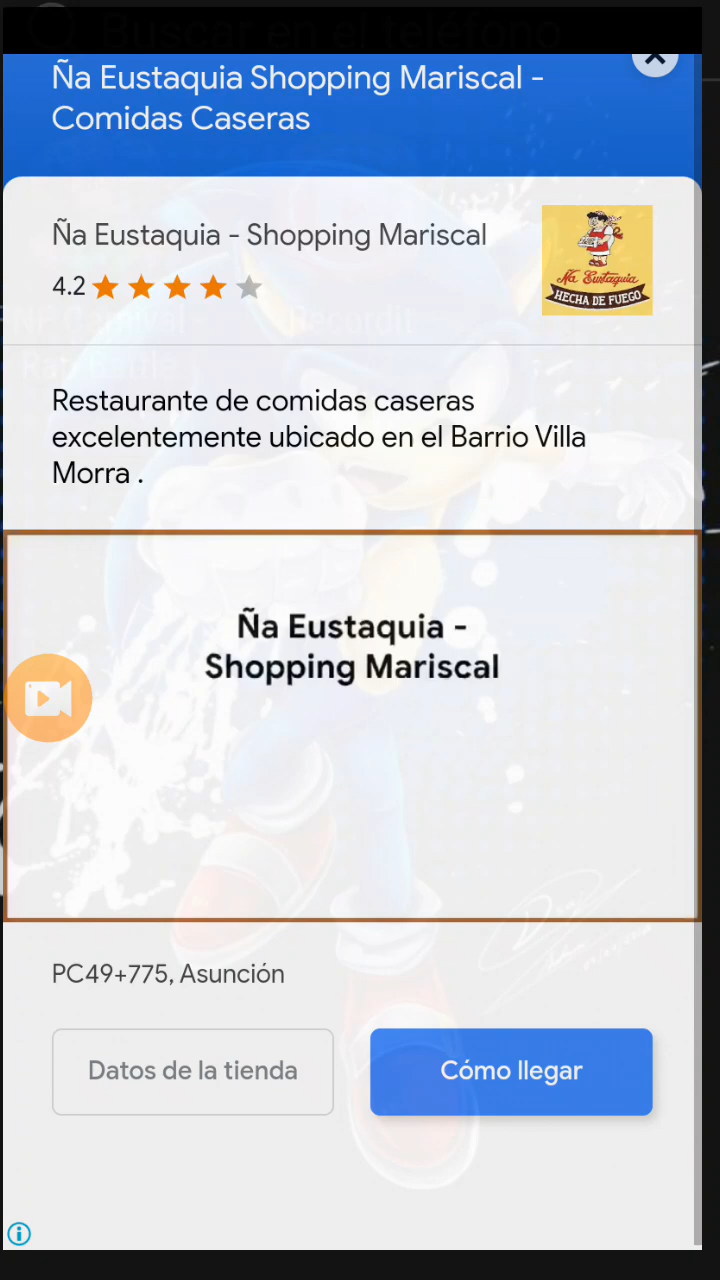 Buscar en el teléfono
Ña Eustaquia Shopping Mariscal -
Comidas Caseras
Ña Eustaquia - Shopping Mariscal
4.2
Ña Eustaquia
HECHA DE FUEGO
Restaurante de comidas caseras
excelentemente ubicado en el Barrio Villa
Morra .
Ña Eustaquia -
Shopping Mariscal
PC49+775, Asunción
Datos de la tienda
Cómo llegar